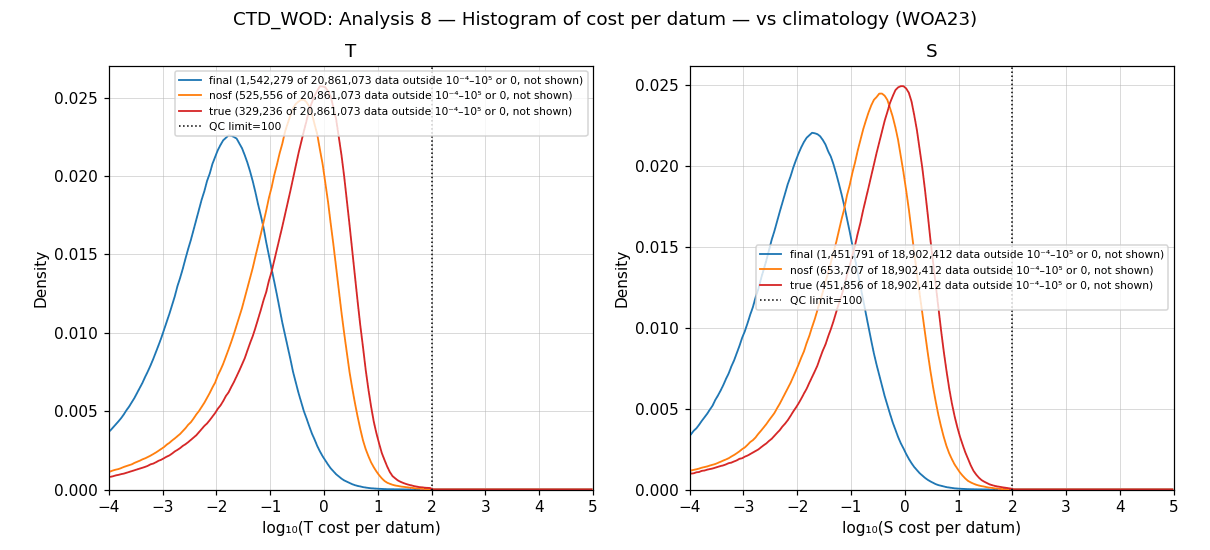 CTD_WOD: Analysis 8 — Histogram of cost per datum — vs climatology (WOA23)
T
final (1,542,279 of 20,861,073 data outside 10⁻⁴–10⁵ or 0, not shown)
nosf (525,556 of 20,861,073 data outside 10⁻⁴–10⁵ or 0, not shown)
true (329,236 of 20,861,073 data outside 10⁻⁴–10⁵ or 0, not shown)
QC limit=100
Density
0.025
0.020
0.015
0.010
0.005
0.000
−4 −3 −2 −1 0 1 2 3 4 5
log₁₀(T cost per datum)
S
final (1,451,791 of 18,902,412 data outside 10⁻⁴–10⁵ or 0, not shown)
nosf (653,707 of 18,902,412 data outside 10⁻⁴–10⁵ or 0, not shown)
true (451,856 of 18,902,412 data outside 10⁻⁴–10⁵ or 0, not shown)
QC limit=100
Density
0.025
0.020
0.015
0.010
0.005
0.000
−4 −3 −2 −1 0 1 2 3 4 5
log₁₀(S cost per datum)